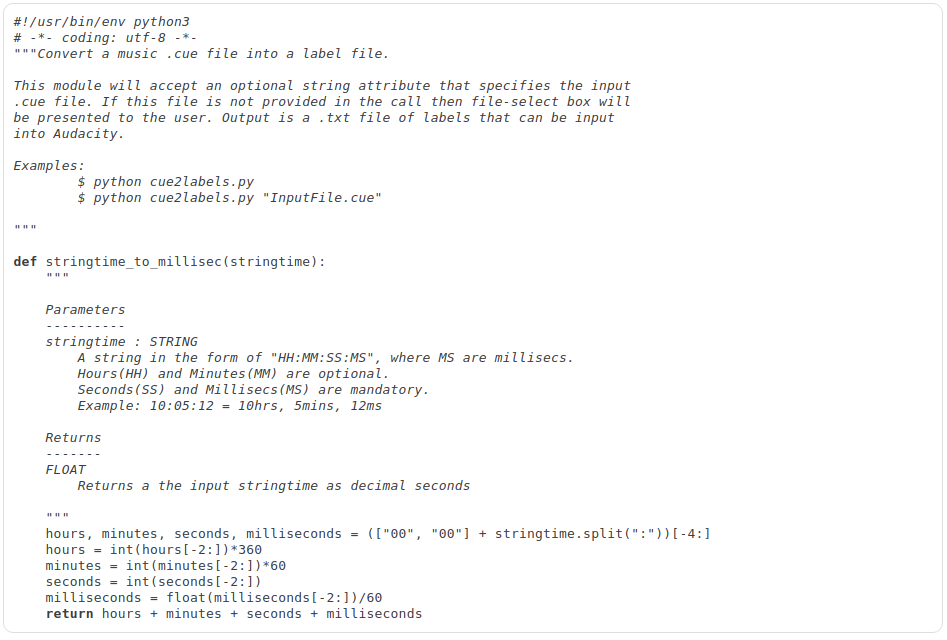 #!/usr/bin/env python3
# -*- coding: utf-8 -*-
"""Convert a music .cue file into a label file.

This module will accept an optional string attribute that specifies the input
.cue file. If this file is not provided in the call then file-select box will
be presented to the user. Output is a .txt file of labels that can be input
into Audacity.

Examples:
        $ python cue2labels.py
        $ python cue2labels.py "InputFile.cue"

"""

def stringtime_to_millisec(stringtime):
    """

    Parameters
    ----------
    stringtime : STRING
        A string in the form of "HH:MM:SS:MS", where MS are millisecs.
        Hours(HH) and Minutes(MM) are optional.
        Seconds(SS) and Millisecs(MS) are mandatory.
        Example: 10:05:12 = 10hrs, 5mins, 12ms

    Returns
    -------
    FLOAT
        Returns a the input stringtime as decimal seconds

    """
    hours, minutes, seconds, milliseconds = (["00", "00"] + stringtime.split(":"))[-4:]
    hours = int(hours[-2:])*360
    minutes = int(minutes[-2:])*60
    seconds = int(seconds[-2:])
    milliseconds = float(milliseconds[-2:])/60
    return hours + minutes + seconds + milliseconds